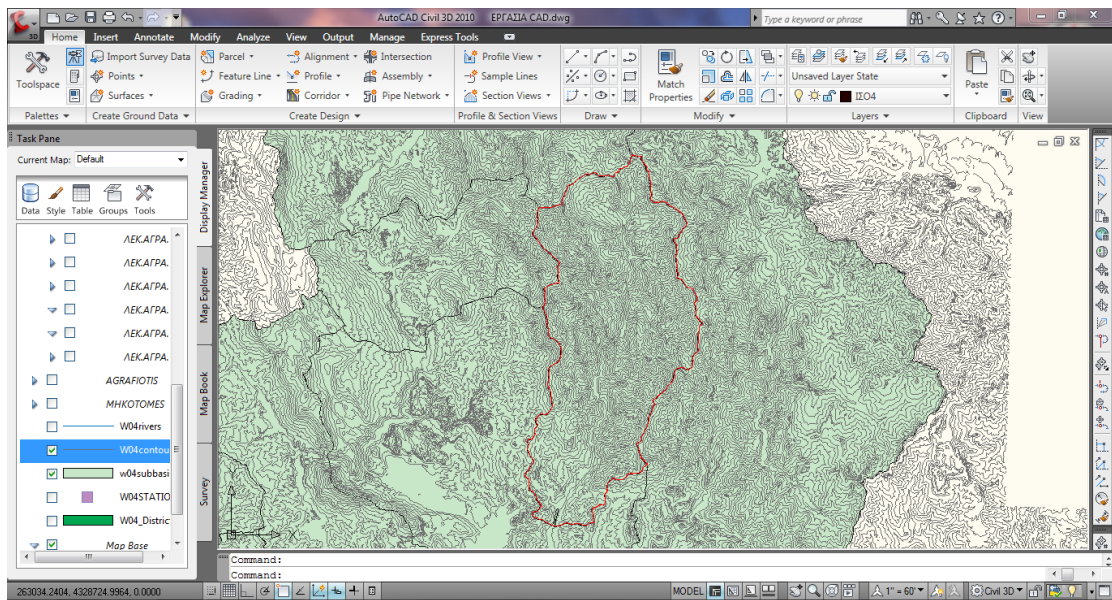 AutoCAD Civil 3D 2010 ΕΡΓΑΣΙΑ CAD.dwg
Type a keyword or phrase
3D
Home Insert Annotate Modify Analyze View Output Manage Express Tools
Toolspace
Import Survey Data
Points
Surfaces
Parcel
Feature Line
Grading
Alignment
Profile
Corridor
Intersection
Assembly
Pipe Network
Profile View
Sample Lines
Section Views
Match
Properties
Unsaved Layer State
ΙΣΟ4
Paste
Palettes Create Ground Data Create Design Profile & Section Views Draw Modify Layers Clipboard View
Task Pane
Current Map: Default
Data Style Table Groups Tools
ΛΕΚ.ΑΓΡΑ.
ΛΕΚ.ΑΓΡΑ.
ΛΕΚ.ΑΓΡΑ.
ΛΕΚ.ΑΓΡΑ.
ΛΕΚ.ΑΓΡΑ.
ΛΕΚ.ΑΓΡΑ.
AGRAFIOTIS
ΜΗΚΟΤΟΜΕΣ
W04rivers
W04contou
w04subbasi
W04STATIO
W04_Distric
Map Base
Display Manager
Map Explorer
Map Book
Survey
Y
X
Command:
Command:
263034.2404, 4328724.9964, 0.0000
MODEL
1" = 60'
Civil 3D